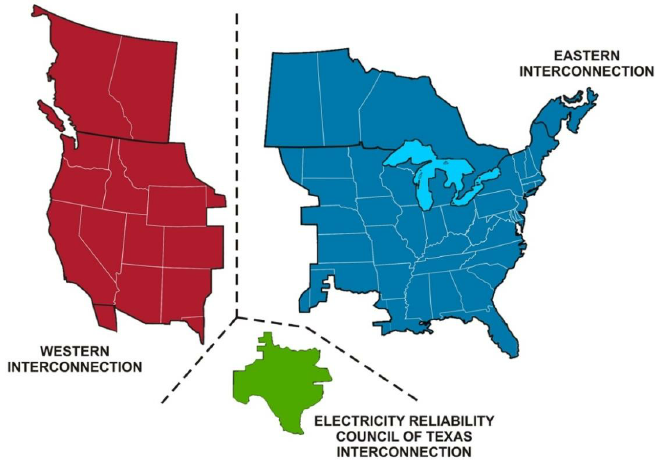 EASTERN
INTERCONNECTION
WESTERN
INTERCONNECTION
ELECTRICITY RELIABILITY
COUNCIL OF TEXAS
INTERCONNECTION